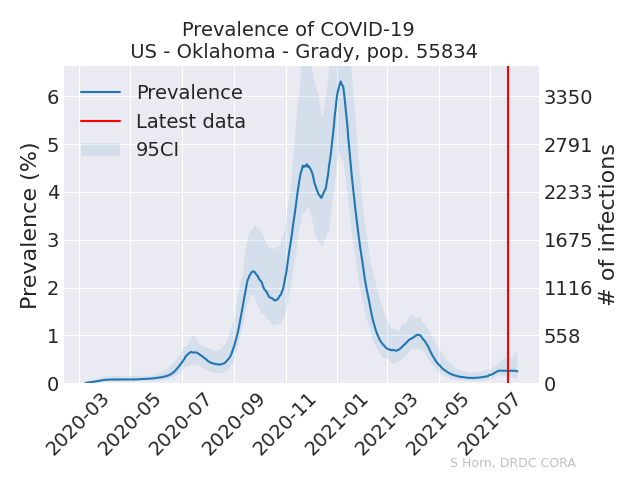 Prevalence of COVID-19
US - Oklahoma - Grady, pop. 55834
Prevalence
Latest data
95CI
Prevalence (%)
6
5
4
3
2
1
0
3350
2791
2233
1675
1116
558
0
# of infections
2020-03
2020-05
2020-07
2020-09
2020-11
2021-01
2021-03
2021-05
2021-07
S Horn, DRDC CORA